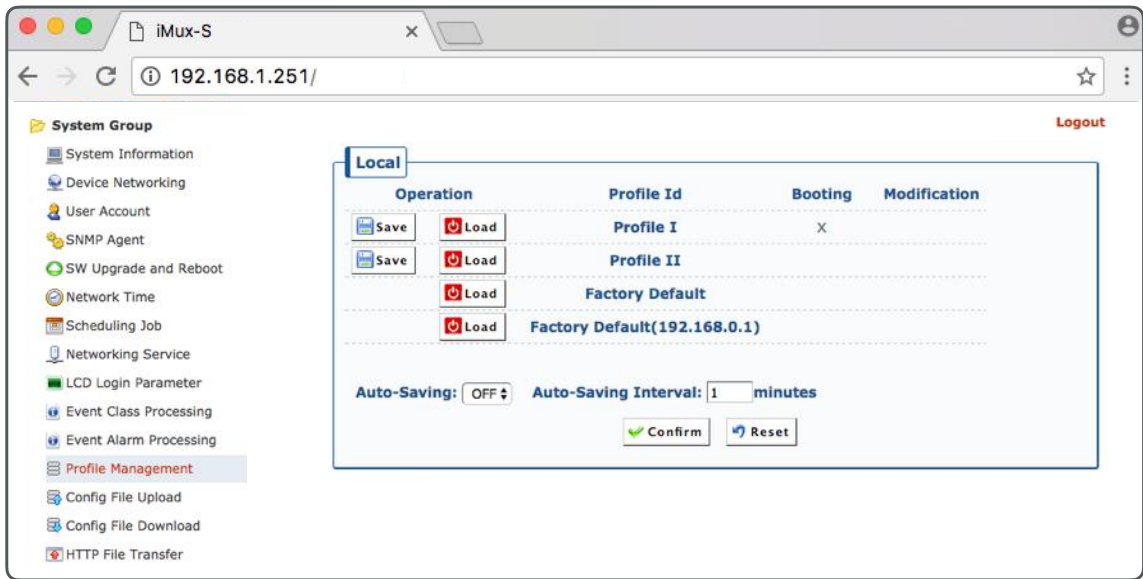 iMux-S
192.168.1.251/
System Group
Logout
System Information
Device Networking
User Account
SNMP Agent
SW Upgrade and Reboot
Network Time
Scheduling Job
Networking Service
LCD Login Parameter
Event Class Processing
Event Alarm Processing
Profile Management
Config File Upload
Config File Download
HTTP File Transfer
Local
Operation Profile Id Booting Modification
Save Load Profile I X
Save Load Profile II
Load Factory Default
Load Factory Default(192.168.0.1)
Auto-Saving: OFF Auto-Saving Interval: 1 minutes
Confirm Reset